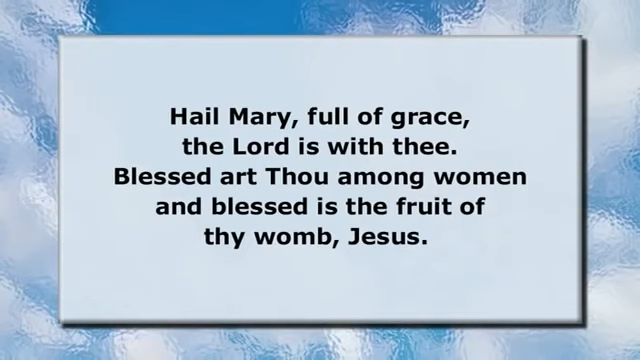 Hail Mary, full of grace,
the Lord is with thee.
Blessed art Thou among women
and blessed is the fruit of
thy womb, Jesus.